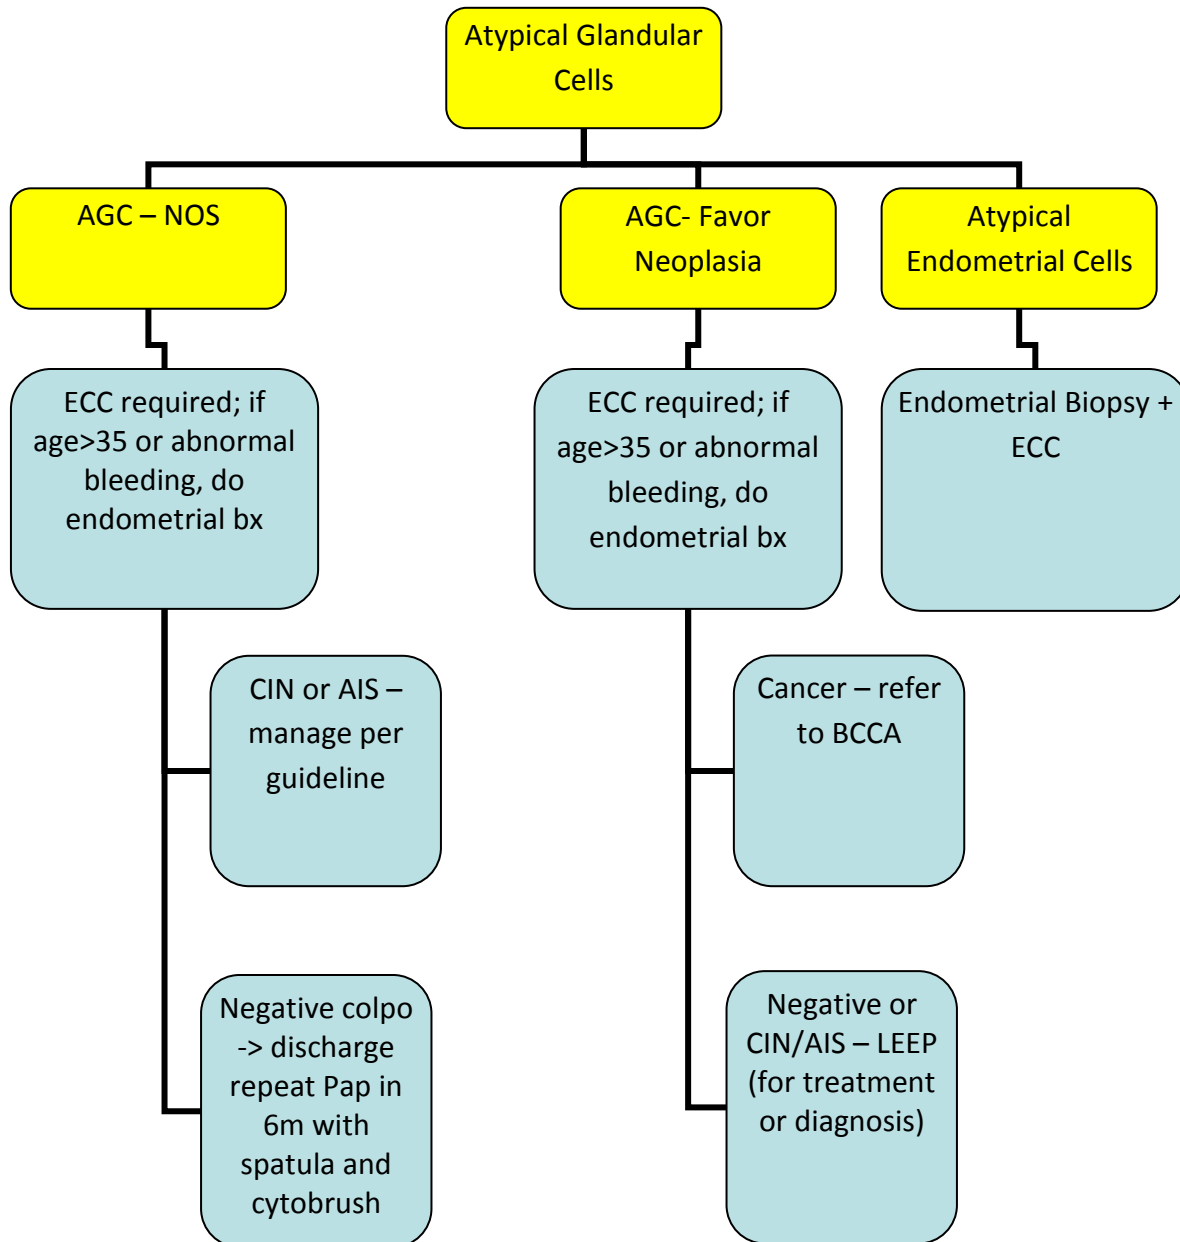 Atypical Glandular
Cells
AGC – NOS
AGC- Favor
Neoplasia
Atypical
Endometrial Cells
ECC required; if
age>35 or abnormal
bleeding, do
endometrial bx
ECC required; if
age>35 or abnormal
bleeding, do
endometrial bx
Endometrial Biopsy +
ECC
CIN or AIS –
manage per
guideline
Cancer – refer
to BCCA
Negative colpo
-> discharge
repeat Pap in
6m with
spatula and
cytobrush
Negative or
CIN/AIS – LEEP
(for treatment
or diagnosis)